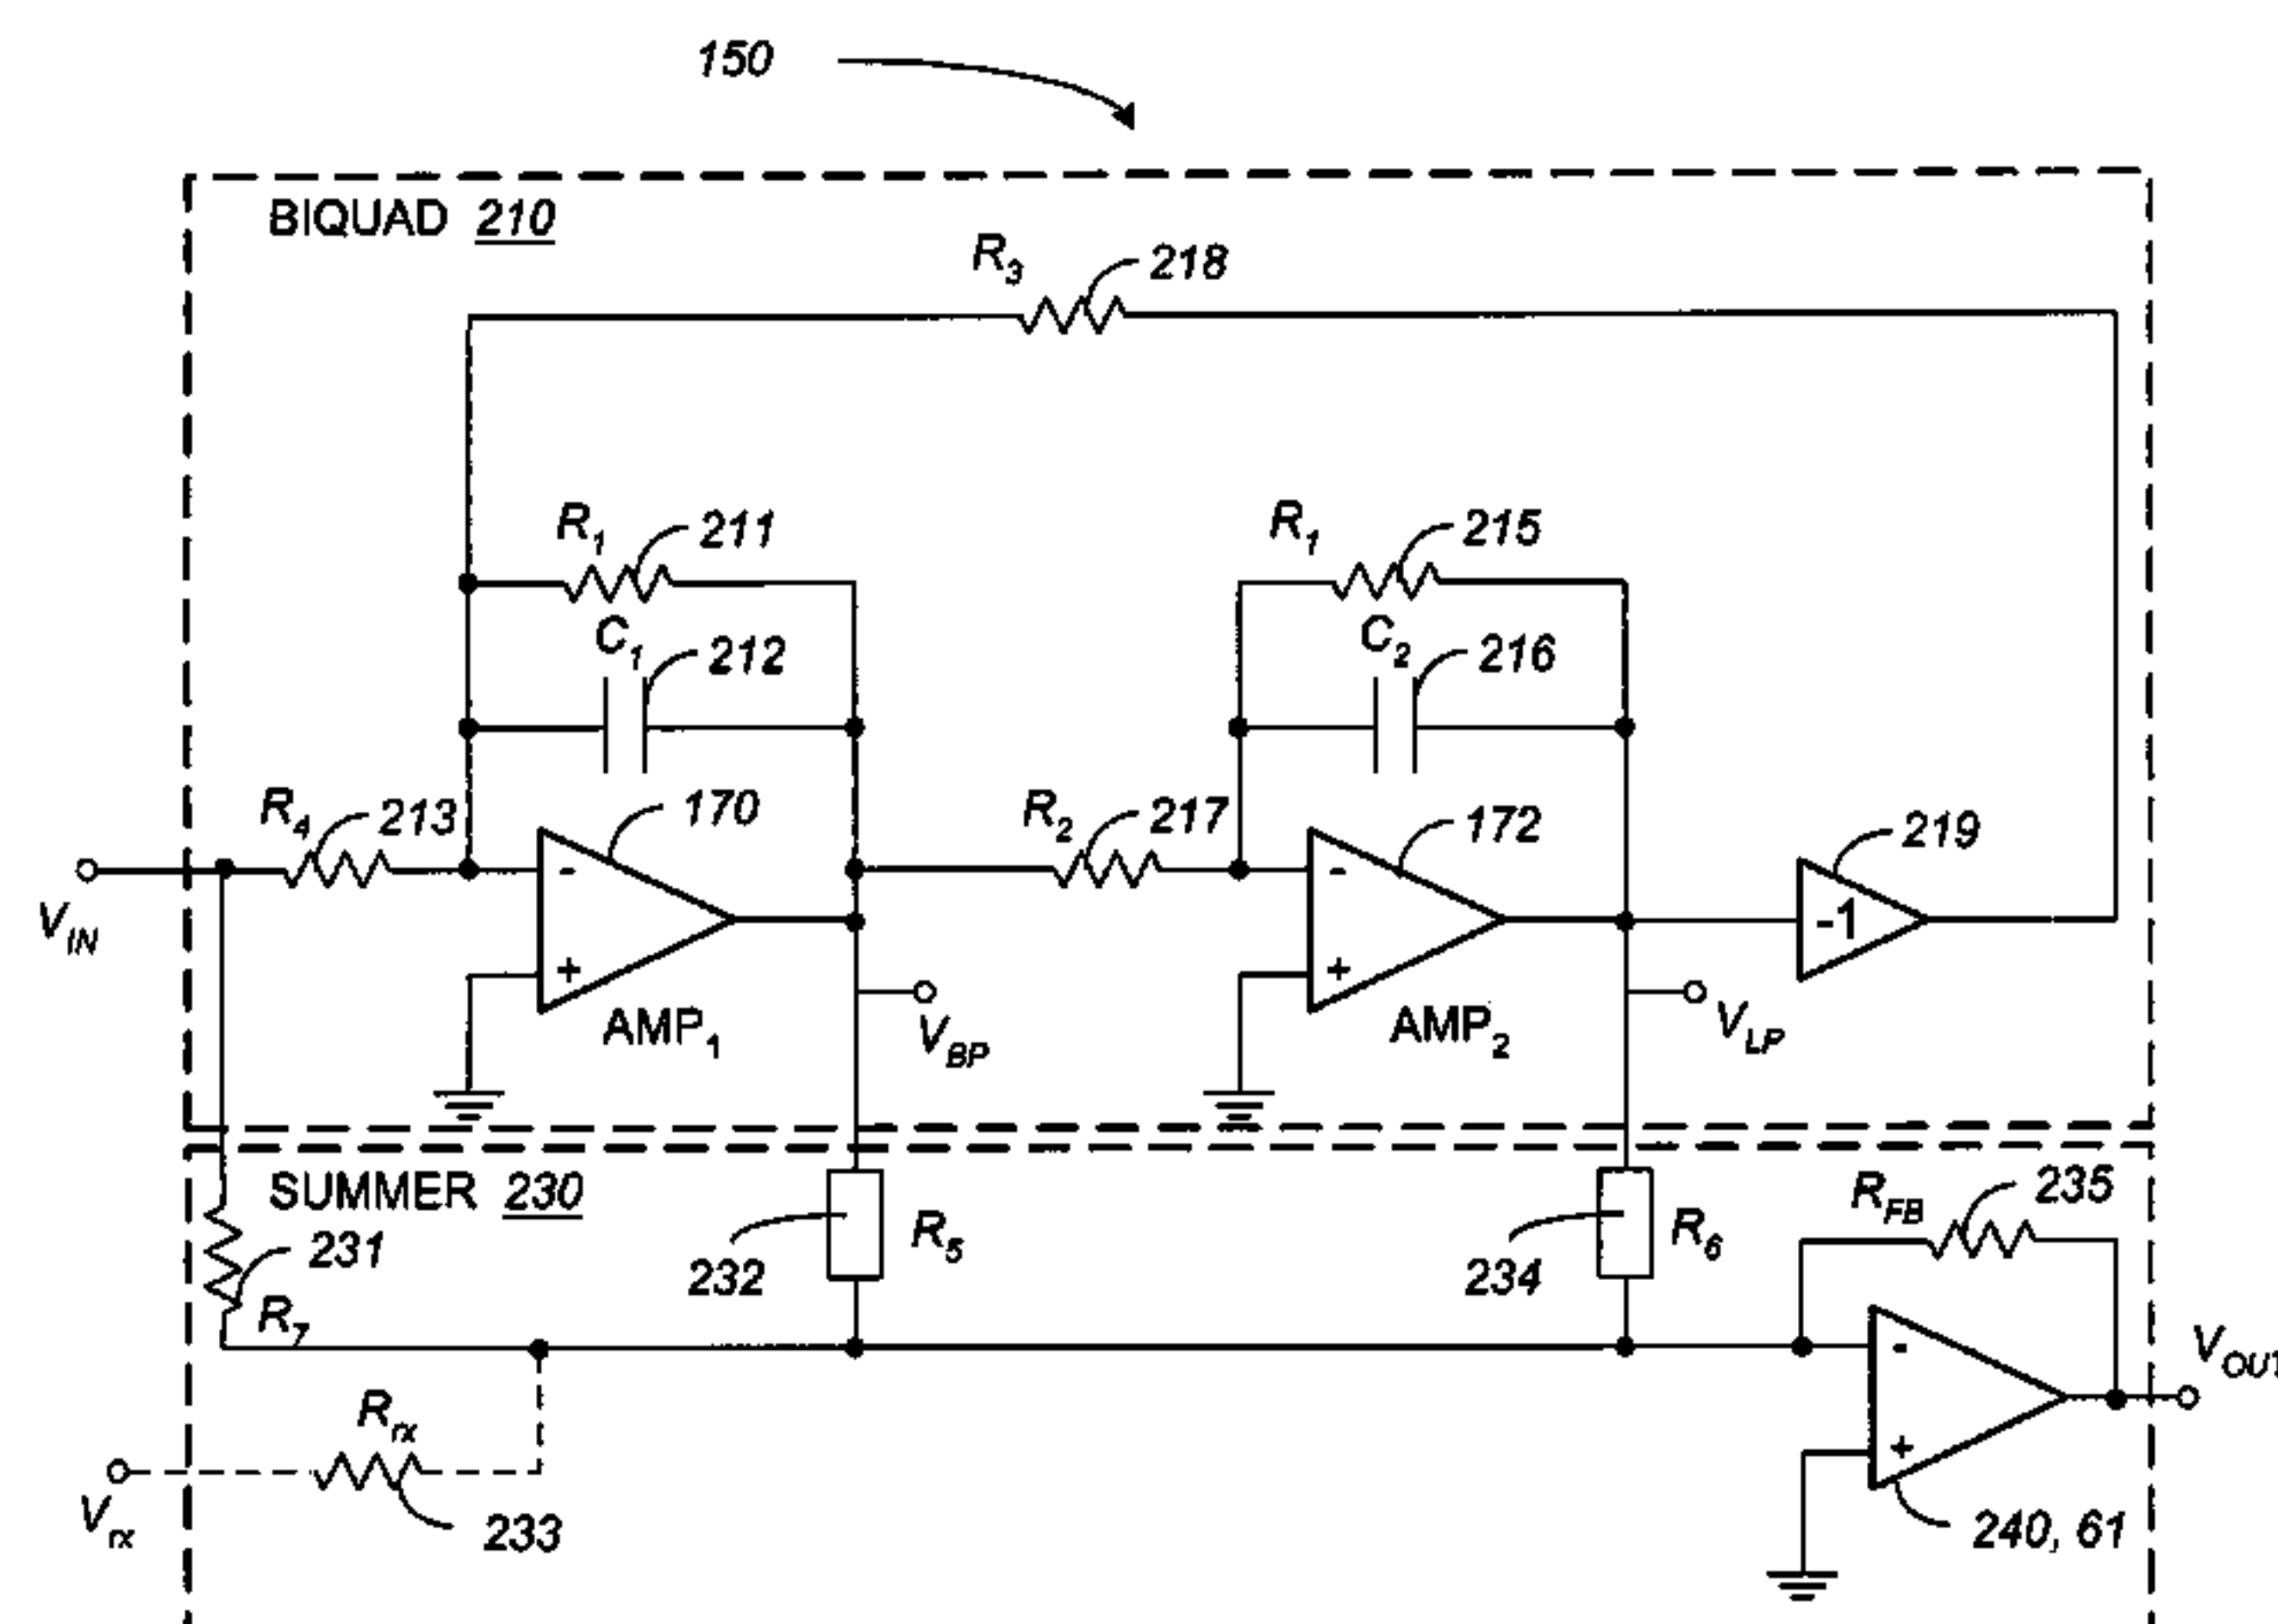 150
BIQUAD 210
R3 218
R1 211
R1 215
C1 212
C2 216
R4 213
170
R2 217
172
219
- - -1
VIN
+ +
AMP1
VBP
AMP2
VLP
SUMMER 230
231
R7
232
R5
234
R6
RFB 235
-
VOUT
Rrx
+
Vrx
233
240, 61